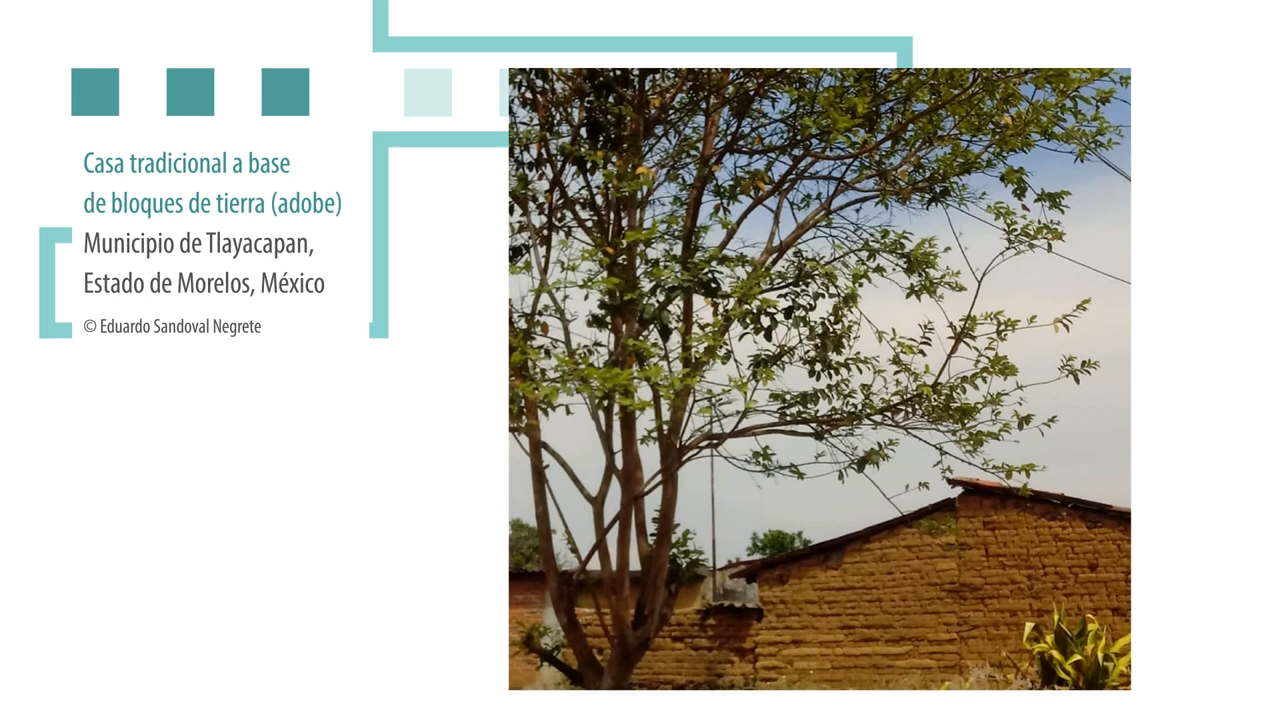 Casa tradicional a base
de bloques de tierra (adobe)
Municipio de Tlayacapan,
Estado de Morelos, México
© Eduardo Sandoval Negrete